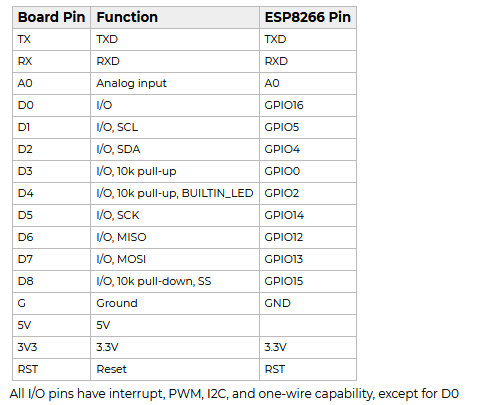 Board Pin Function ESP8266 Pin
TX TXD TXD
RX RXD RXD
A0 Analog input A0
D0 I/O GPIO16
D1 I/O, SCL GPIO5
D2 I/O, SDA GPIO4
D3 I/O, 10k pull-up GPIO0
D4 I/O, 10k pull-up, BUILTIN_LED GPIO2
D5 I/O, SCK GPIO14
D6 I/O, MISO GPIO12
D7 I/O, MOSI GPIO13
D8 I/O, 10k pull-down, SS GPIO15
G Ground GND
5V 5V
3V3 3.3V 3.3V
RST Reset RST
All I/O pins have interrupt, PWM, I2C, and one-wire capability, except for D0